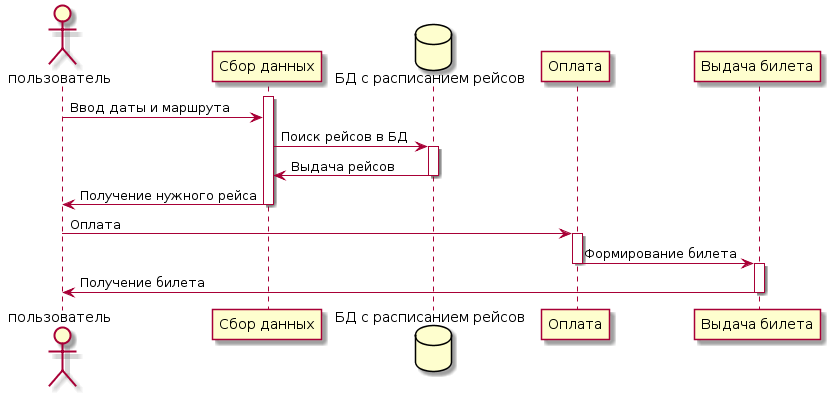 пользователь
Сбор данных
БД с расписанием рейсов
Оплата
Выдача билета
Ввод даты и маршрута
Поиск рейсов в БД
Выдача рейсов
Получение нужного рейса
Оплата
Формирование билета
Получение билета
пользователь
Сбор данных
БД с расписанием рейсов
Оплата
Выдача билета